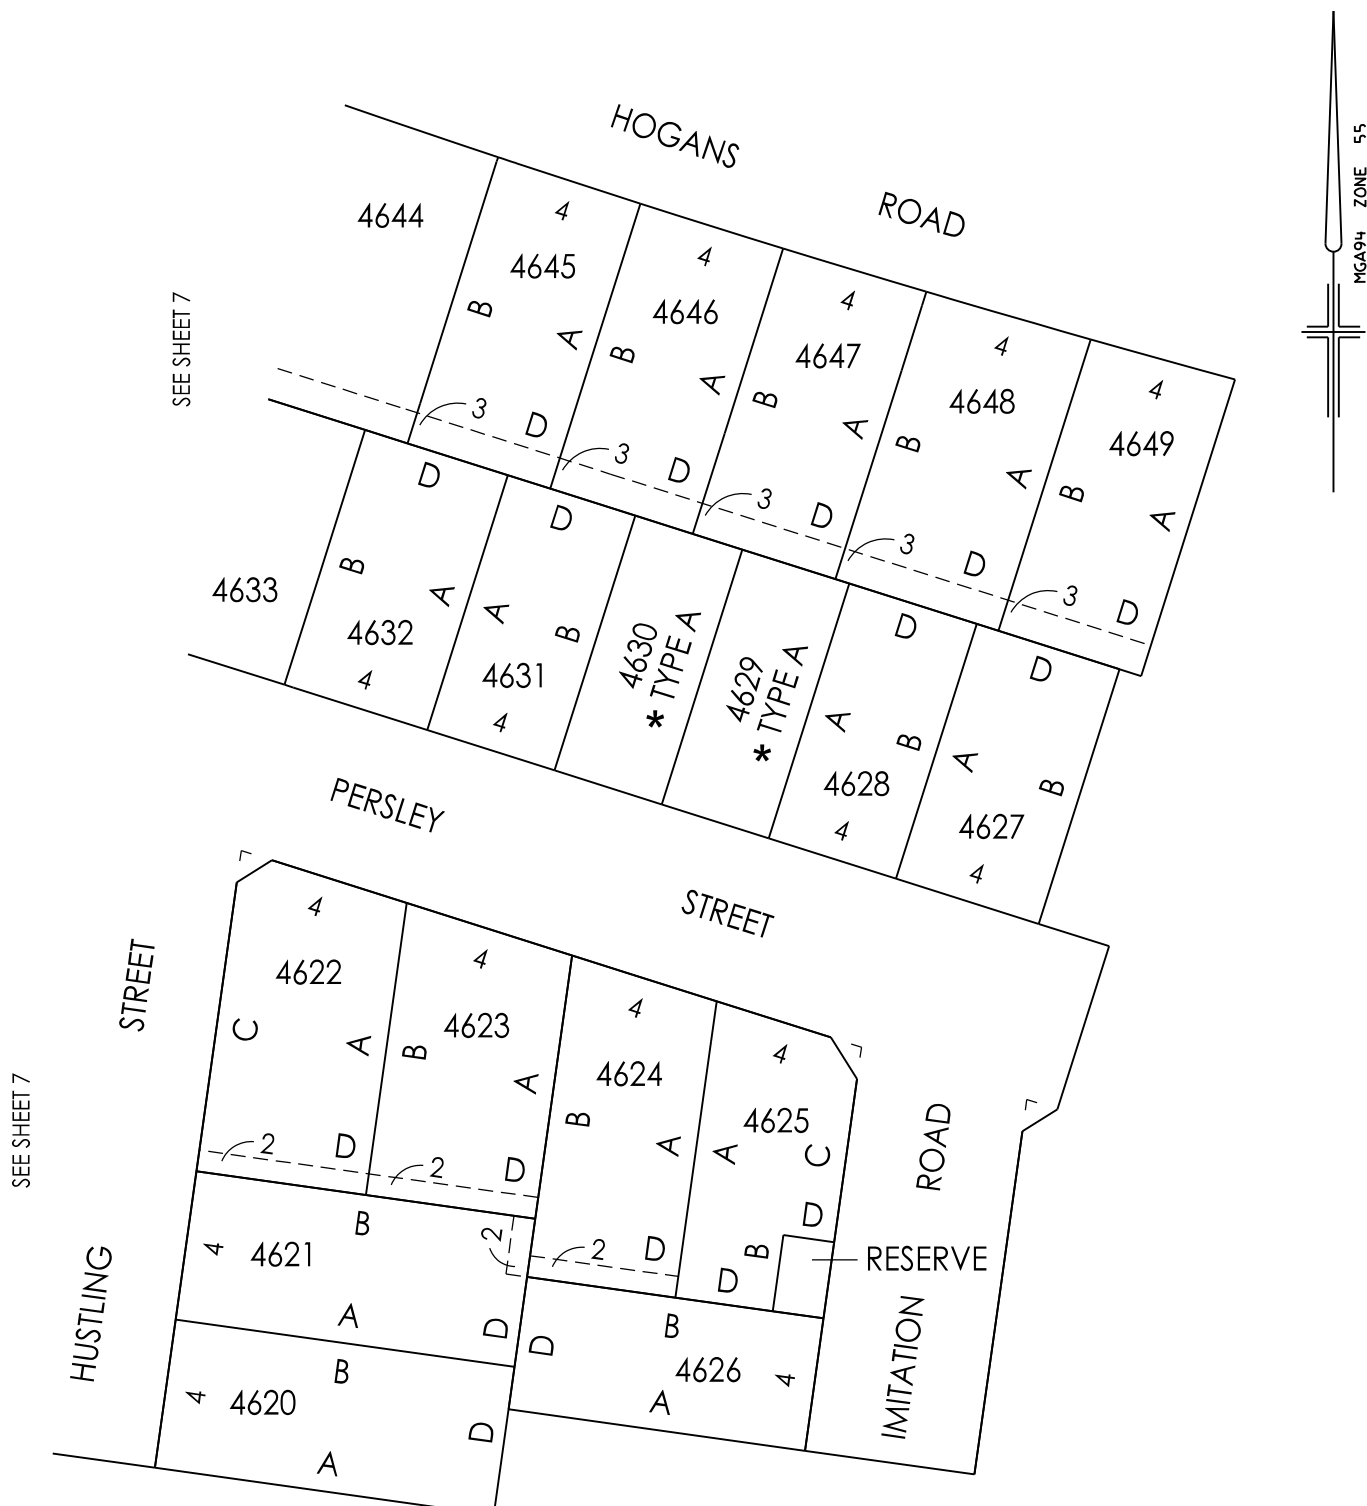 HOGANS
ROAD
MGA94 ZONE 55
SEE SHEET 7
4644
4
4645
B
A
D
3
4
4646
B
A
D
3
4
4647
B
A
D
3
4
4648
B
A
D
3
4
4649
B
A
D
3
4633
D
B
A
4632
4
D
A
B
4631
4
4630
* TYPE A
4629
* TYPE A
D
A
B
4628
4
D
A
B
4627
4
PERSLEY
STREET
STREET
HUSTLING
SEE SHEET 7
4
4622
C
A
D
2
4
4623
B
A
D
2
4
4624
B
A
D
2
4
4625
A
C
D
B
D
RESERVE
ROAD
IMITATION
B
2
4
4621
A
D
B
4
4620
D
A
D
B
4626
4
A